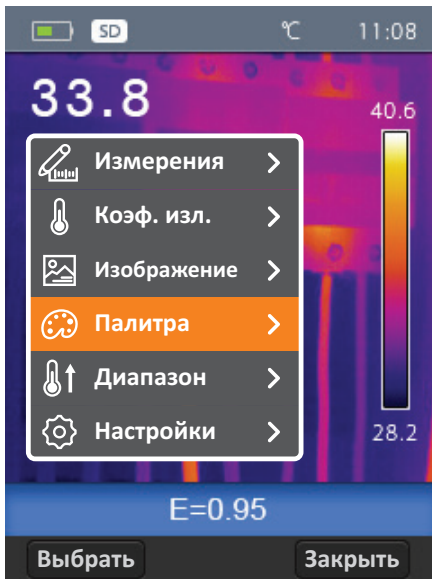 SD ℃ 11:08
33.8
40.6
Измерения
Коэф. изл.
Изображение
Палитра
Диапазон
Настройки
28.2
E=0.95
Выбрать Закрыть